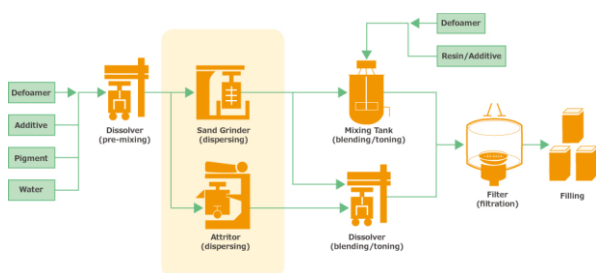 Defoamer
Resin/Additive
Defoamer
Additive
Pigment
Water
Dissolver
(pre-mixing)
Sand Grinder
(dispersing)
Mixing Tank
(blending/toning)
Attritor
(dispersing)
Dissolver
(blending/toning)
Filter
(filtration)
Filling